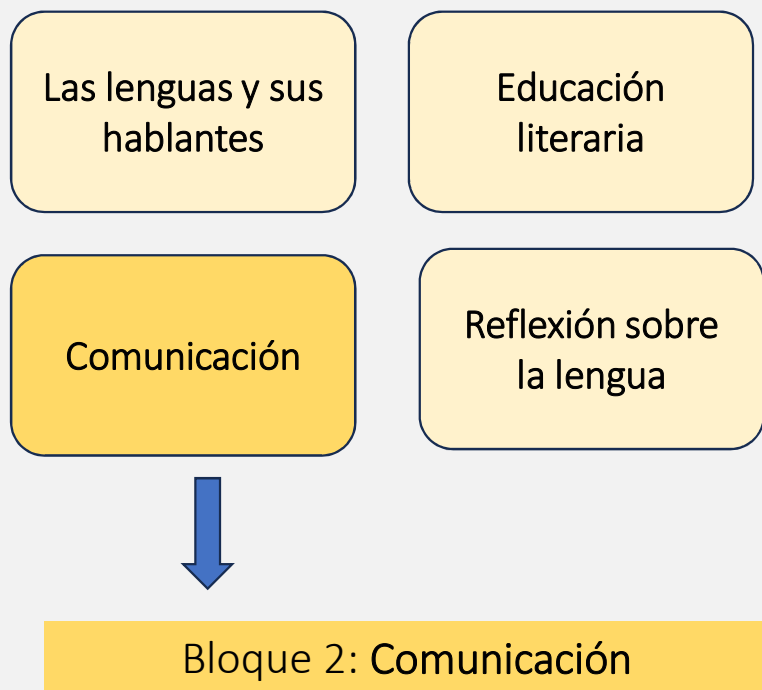 Las lenguas y sus
hablantes
Educación
literaria
Comunicación
Reflexión sobre
la lengua
Bloque 2: Comunicación